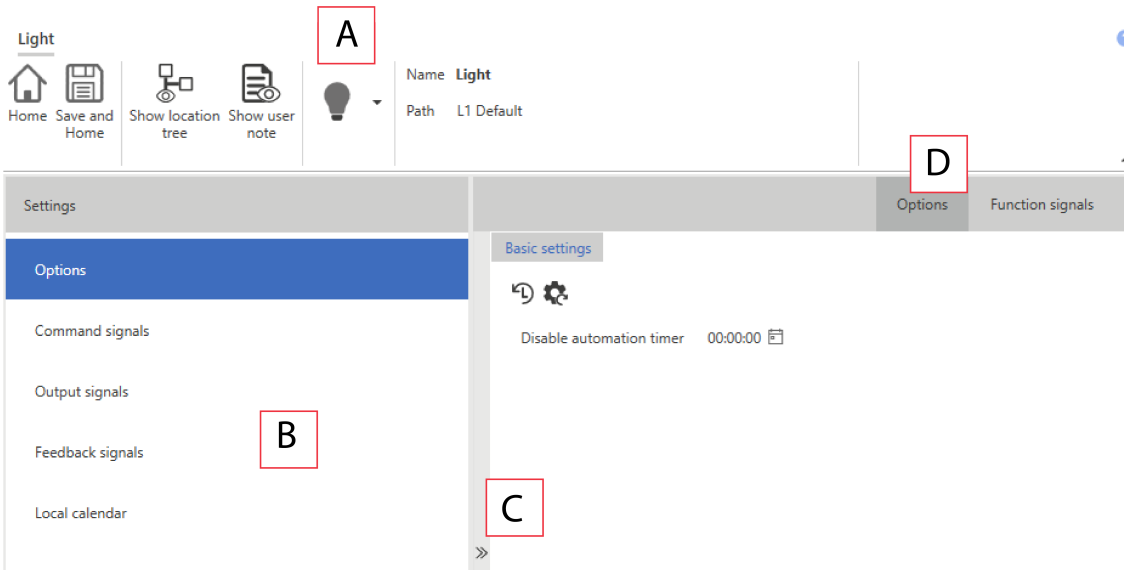 Light
A
Home
Save and
Home
Show location
tree
Show user
note
Name Light
Path L1 Default
D
Settings
Options
Function signals
Options
Command signals
Output signals
Feedback signals
Local calendar
B
Basic settings
Disable automation timer 00:00:00
C